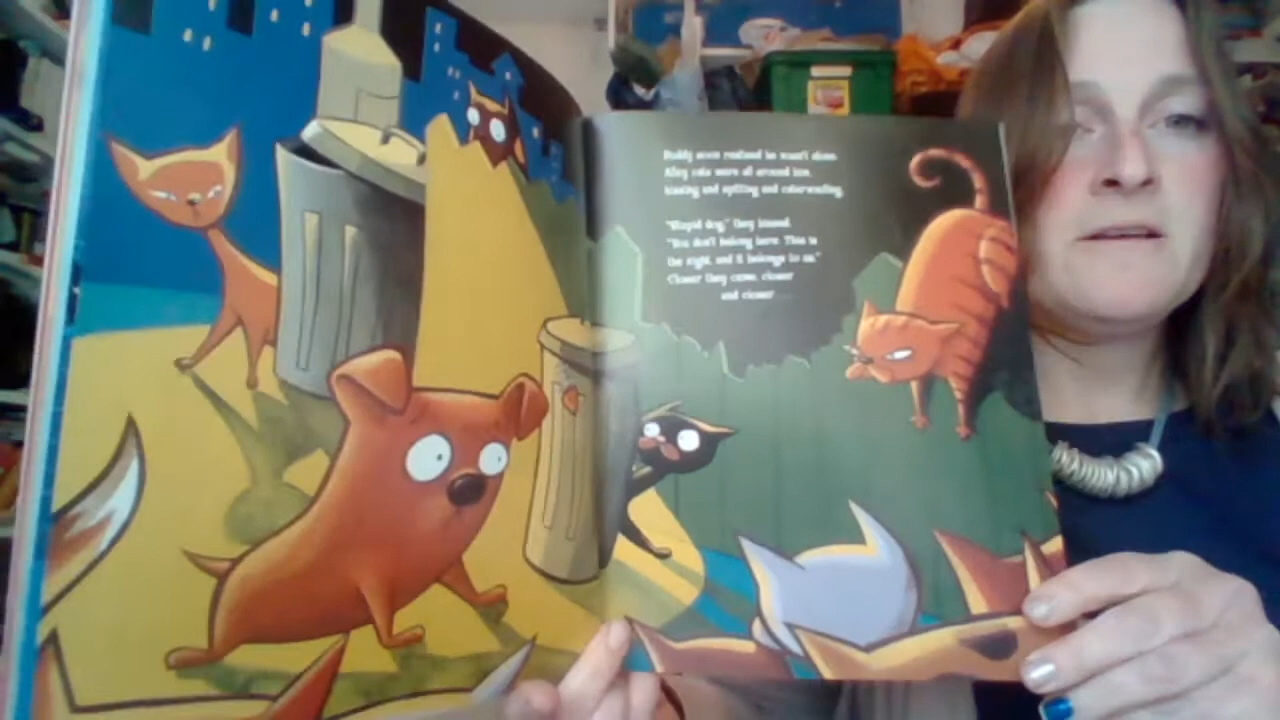 Buddy soon realised he wasn't alone.
Alley cats were all around him,
hissing and spitting and caterwauling.
"Stupid dog," they hissed.
"You don't belong here. This is
the night, and it belongs to us."
Closer they came, closer
and closer